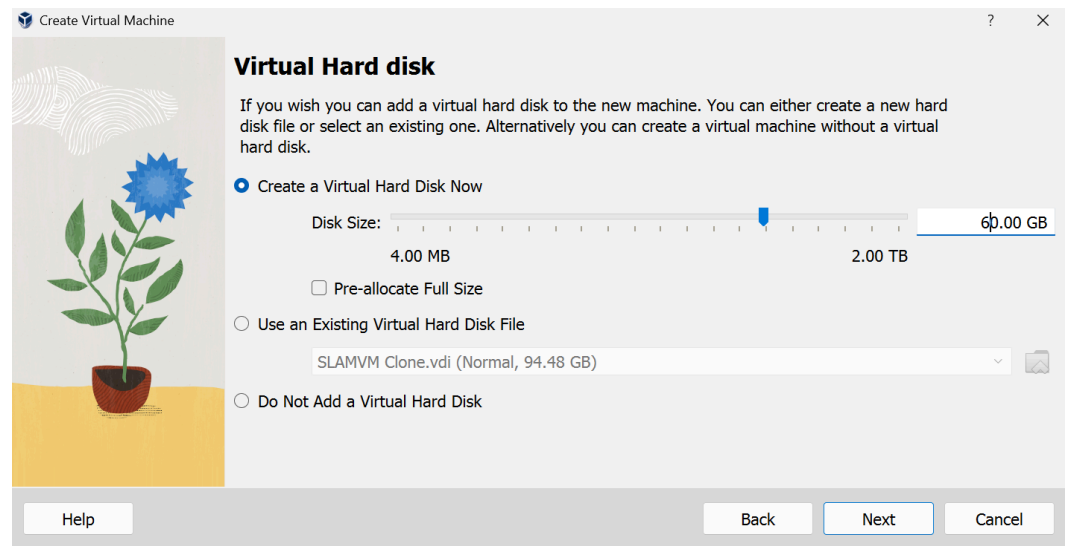 Create Virtual Machine ?
Virtual Hard disk
If you wish you can add a virtual hard disk to the new machine. You can either create a new hard
disk file or select an existing one. Alternatively you can create a virtual machine without a virtual
hard disk.
Create a Virtual Hard Disk Now
Disk Size: 60.00 GB
4.00 MB 2.00 TB
Pre-allocate Full Size
Use an Existing Virtual Hard Disk File
SLAMVM Clone.vdi (Normal, 94.48 GB)
Do Not Add a Virtual Hard Disk
Help Back Next Cancel